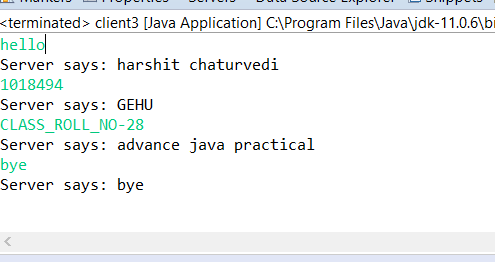 Markers Properties Servers Data Source Explorer Snippets
<terminated> client3 [Java Application] C:\Program Files\Java\jdk-11.0.6\bi
hello
Server says: harshit chaturvedi
1018494
Server says: GEHU
CLASS_ROLL_NO-28
Server says: advance java practical
bye
Server says: bye